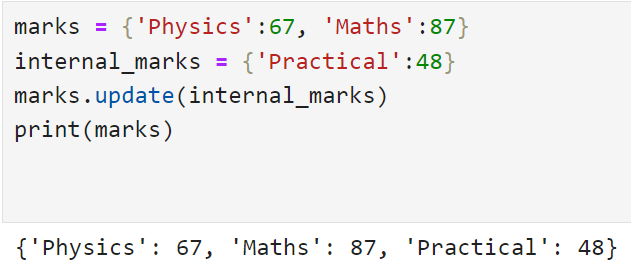 marks = {'Physics':67, 'Maths':87}
internal_marks = {'Practical':48}
marks.update(internal_marks)
print(marks)
{'Physics': 67, 'Maths': 87, 'Practical': 48}